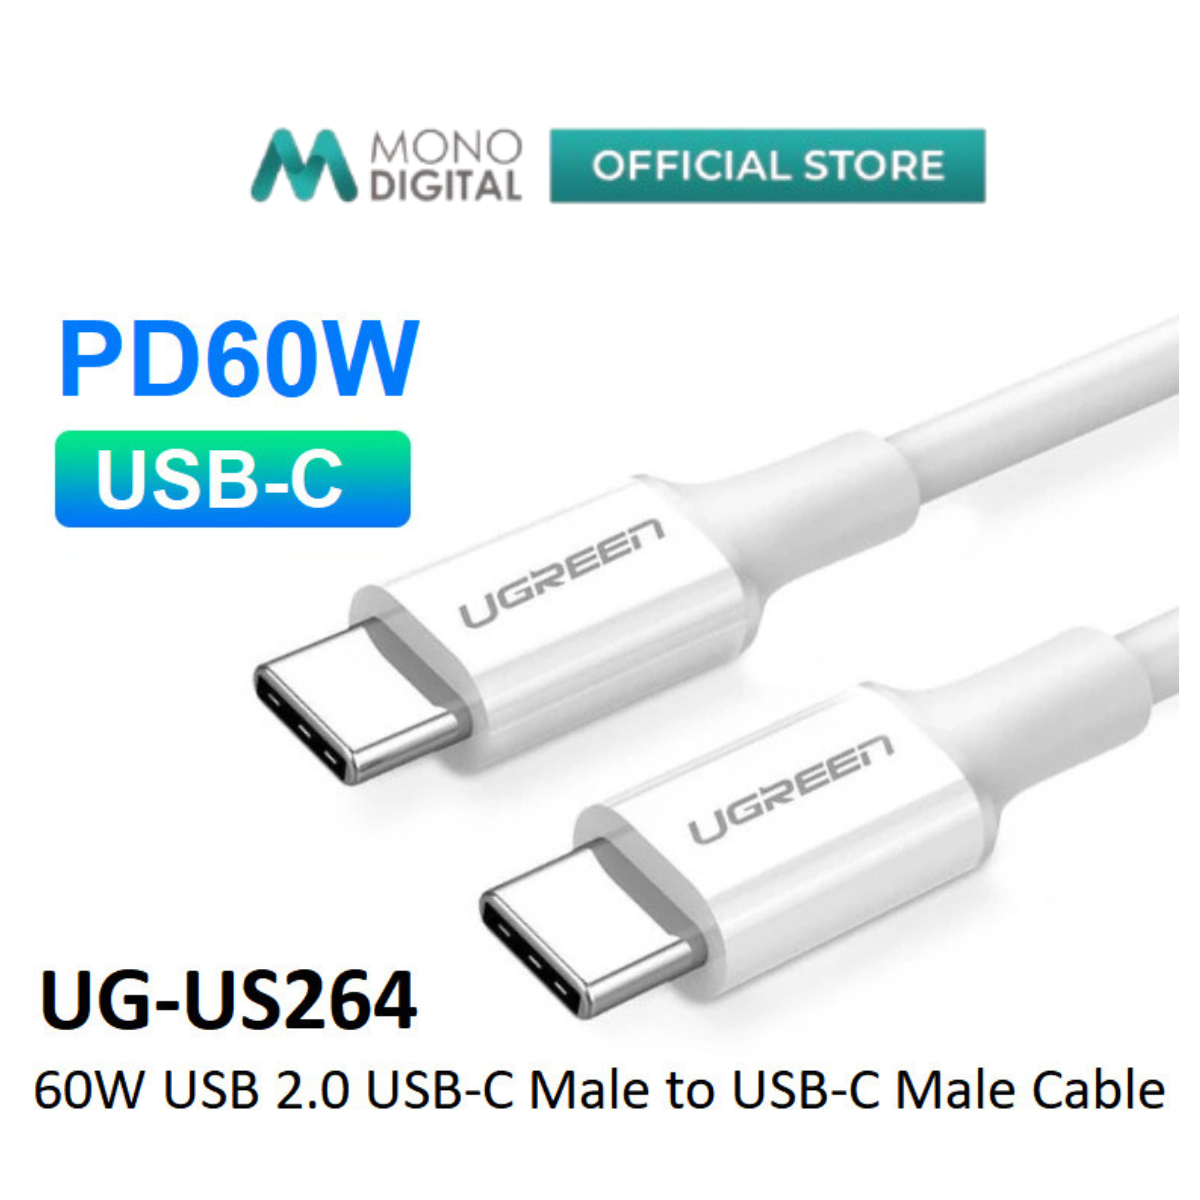 MONO
DIGITAL
OFFICIAL STORE
PD60W
USB-C
UGREEN
UGREEN
UG-US264
60W USB 2.0 USB-C Male to USB-C Male Cable